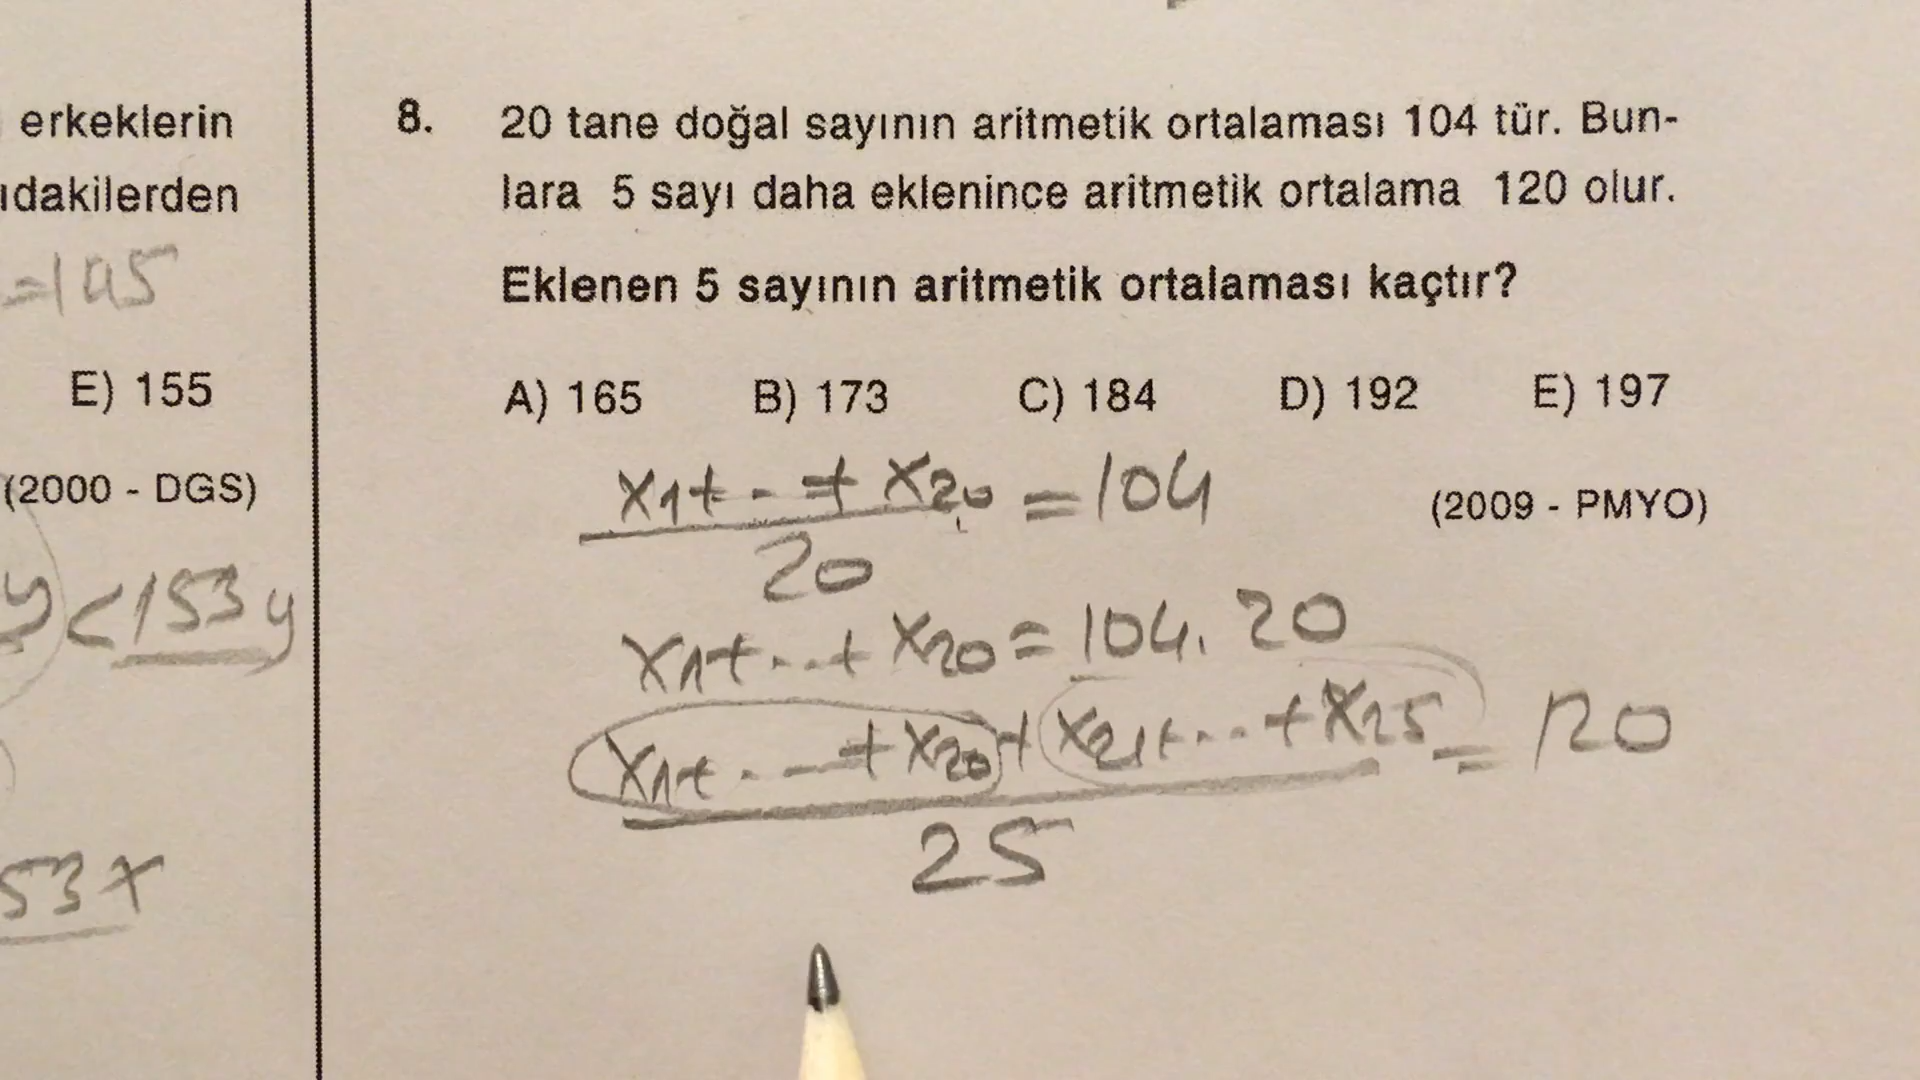 erkeklerin
ıdakilerden
=105
E) 155
(2000 - DGS)
y<153y
53x
8. 20 tane doğal sayının aritmetik ortalaması 104 tür. Bun-
lara 5 sayı daha eklenince aritmetik ortalama 120 olur.
Eklenen 5 sayının aritmetik ortalaması kaçtır?
A) 165 B) 173 C) 184 D) 192 E) 197
(2009 - PMYO)
x1+..+x20 = 104
20
x1+...+x20 = 104.20
x1+...+x20+x21+...+x25 = 120
25